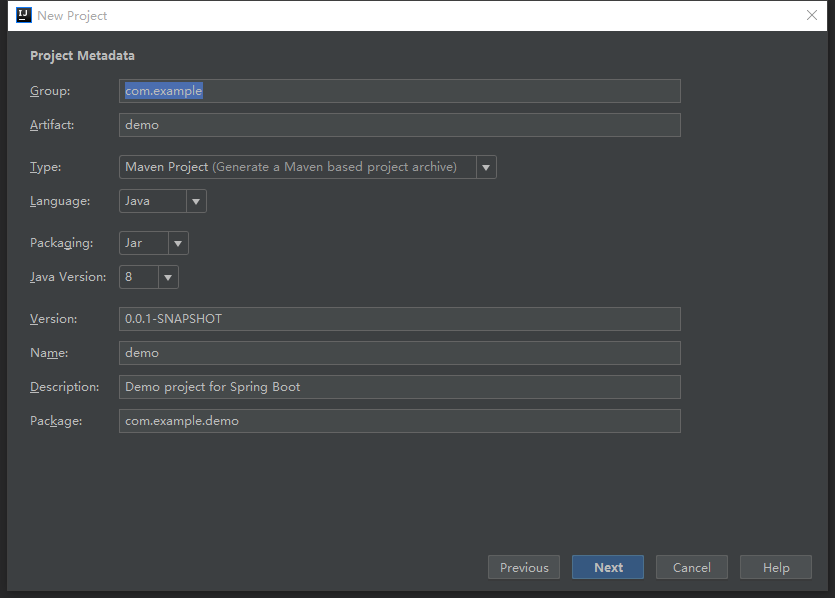 New Project
Project Metadata
Group: com.example
Artifact: demo
Type: Maven Project (Generate a Maven based project archive)
Language: Java
Packaging: Jar
Java Version: 8
Version: 0.0.1-SNAPSHOT
Name: demo
Description: Demo project for Spring Boot
Package: com.example.demo
Previous Next Cancel Help